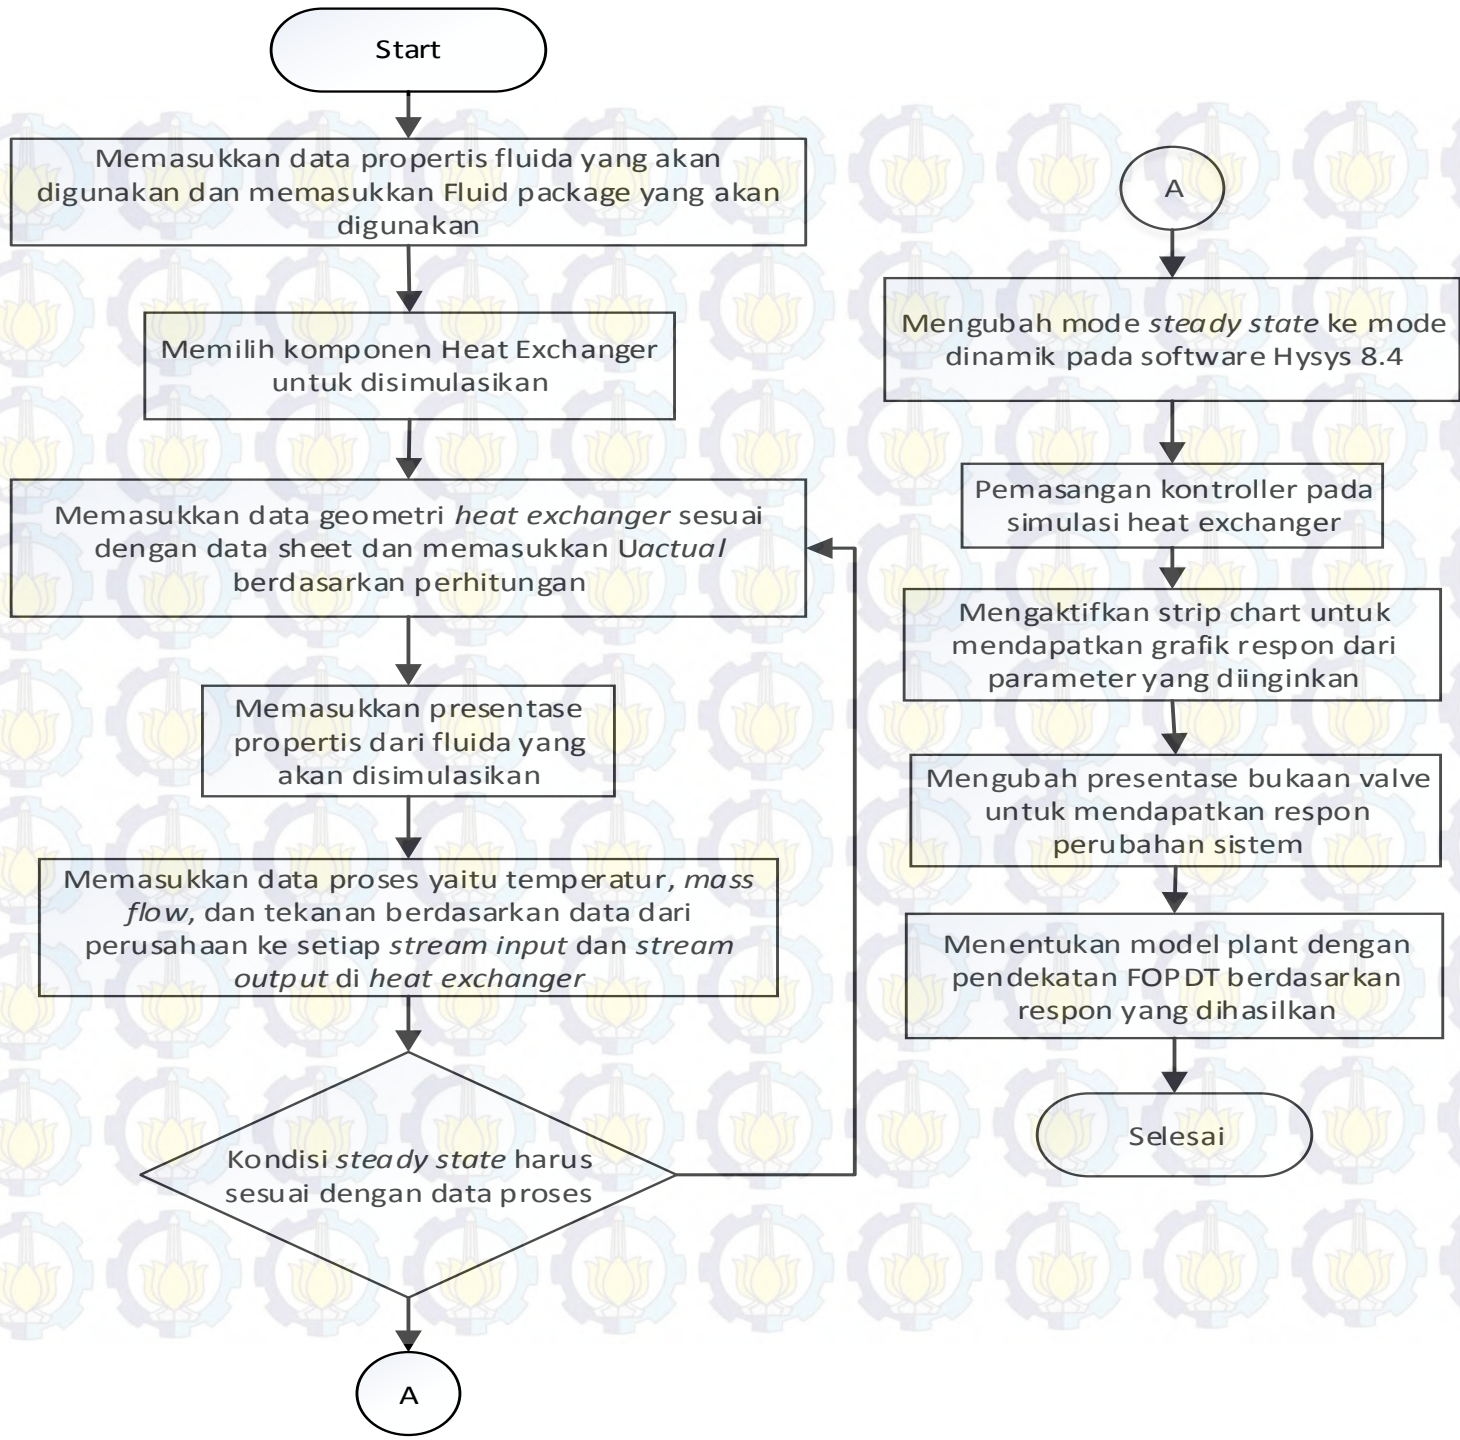 Start
Memasukkan data propertis fluida yang akan
digunakan dan memasukkan Fluid package yang akan
digunakan
Memilih komponen Heat Exchanger
untuk disimulasikan
Memasukkan data geometri heat exchanger sesuai
dengan data sheet dan memasukkan Uactual
berdasarkan perhitungan
Memasukkan presentase
propertis dari fluida yang
akan disimulasikan
Memasukkan data proses yaitu temperatur, mass
flow, dan tekanan berdasarkan data dari
perusahaan ke setiap stream input dan stream
output di heat exchanger
Kondisi steady state harus
sesuai dengan data proses
A
A
Mengubah mode steady state ke mode
dinamik pada software Hysys 8.4
Pemasangan kontroller pada
simulasi heat exchanger
Mengaktifkan strip chart untuk
mendapatkan grafik respon dari
parameter yang diinginkan
Mengubah presentase bukaan valve
untuk mendapatkan respon
perubahan sistem
Menentukan model plant dengan
pendekatan FOPDT berdasarkan
respon yang dihasilkan
Selesai